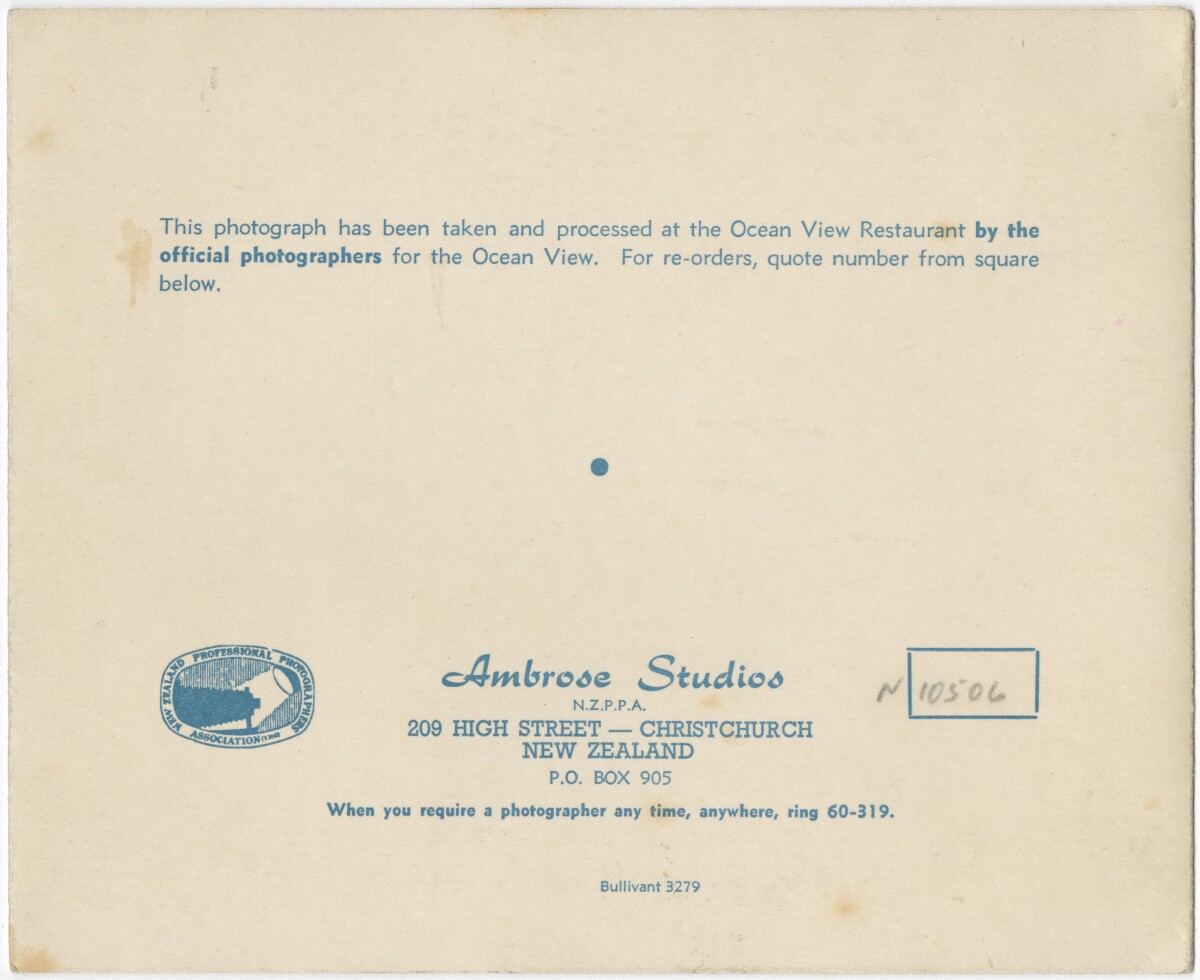 This photograph has been taken and processed at the Ocean View Restaurant by the
official photographers for the Ocean View. For re-orders, quote number from square
below.
NEW ZEALAND PROFESSIONAL PHOTOGRAPHERS ASSOCIATION
Ambrose Studios
N.Z.P.P.A.
209 HIGH STREET — CHRISTCHURCH
NEW ZEALAND
P.O. BOX 905
N 10506
When you require a photographer any time, anywhere, ring 60-319.
Bullivant 3279